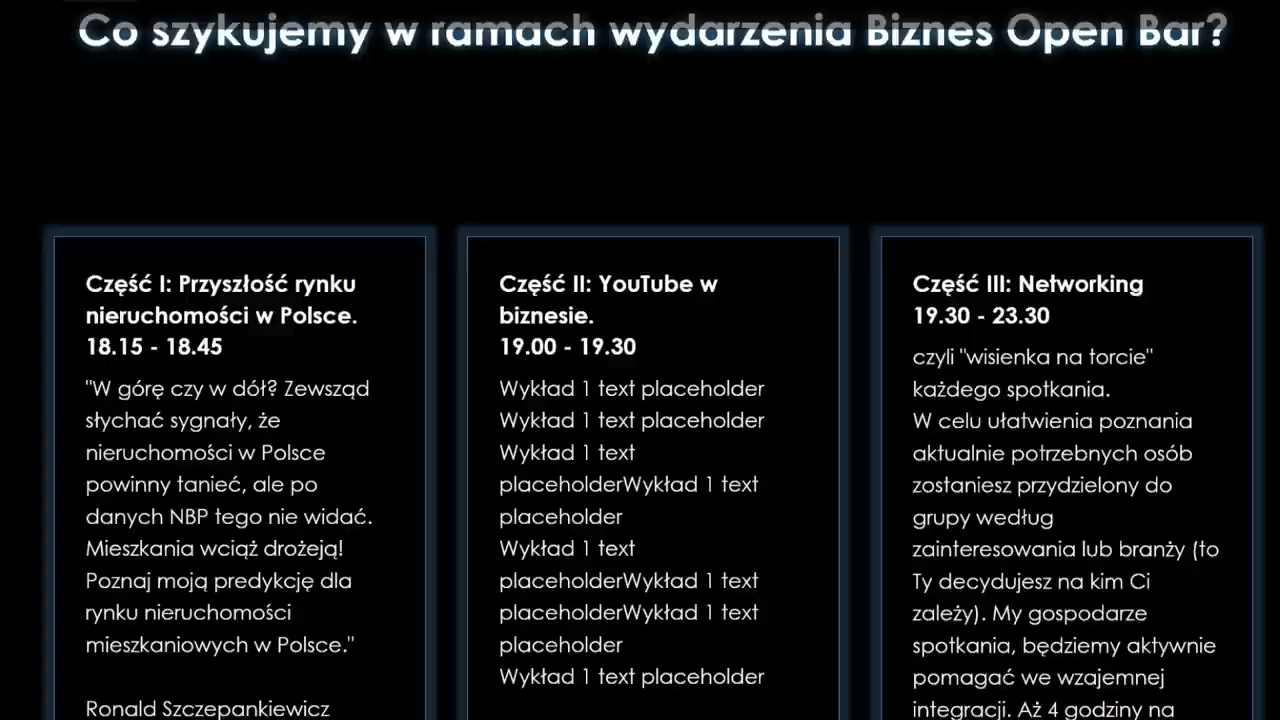 Co szykujemy w ramach wydarzenia Biznes Open Bar?
Część I: Przyszłość rynku
nieruchomości w Polsce.
18.15 - 18.45
"W górę czy w dół? Zewsząd
słychać sygnały, że
nieruchomości w Polsce
powinny tanieć, ale po
danych NBP tego nie widać.
Mieszkania wciąż drożeją!
Poznaj moją predykcję dla
rynku nieruchomości
mieszkaniowych w Polsce."
Ronald Szczepankiewicz
Część II: YouTube w
biznesie.
19.00 - 19.30
Wykład 1 text placeholder
Wykład 1 text placeholder
Wykład 1 text
placeholderWykład 1 text
placeholder
Wykład 1 text
placeholderWykład 1 text
placeholderWykład 1 text
placeholder
Wykład 1 text placeholder
Część III: Networking
19.30 - 23.30
czyli "wisienka na torcie"
każdego spotkania.
W celu ułatwienia poznania
aktualnie potrzebnych osób
zostaniesz przydzielony do
grupy według
zainteresowania lub branży (to
Ty decydujesz na kim Ci
zależy). My gospodarze
spotkania, będziemy aktywnie
pomagać we wzajemnej
integracji. Aż 4 godziny na